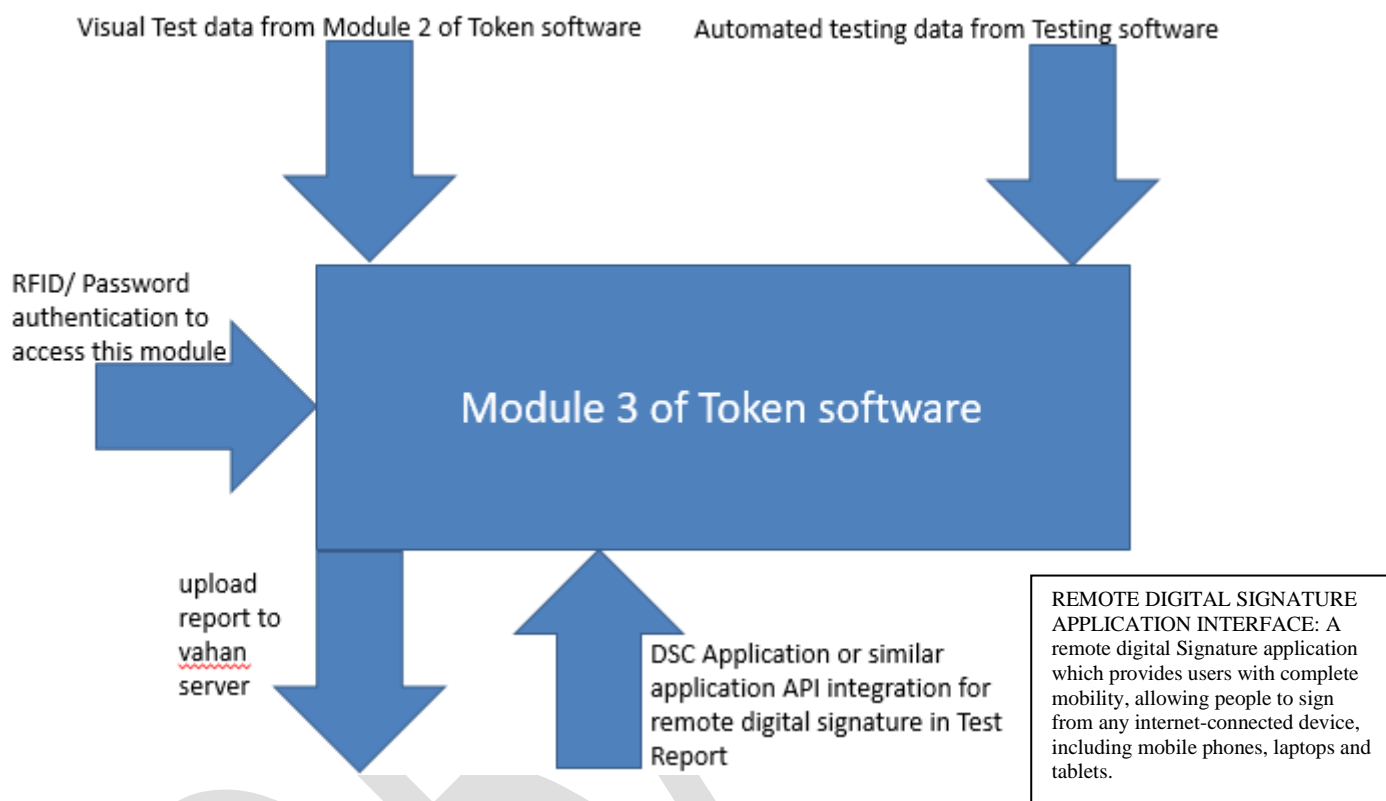 Visual Test data from Module 2 of Token software
Automated testing data from Testing software
RFID/ Password
authentication to
access this module
Module 3 of Token software
upload
report to
vahan
server
DSC Application or similar
application API integration for
remote digital signature in Test
Report
REMOTE DIGITAL SIGNATURE
APPLICATION INTERFACE: A
remote digital Signature application
which provides users with complete
mobility, allowing people to sign
from any internet-connected device,
including mobile phones, laptops and
tablets.